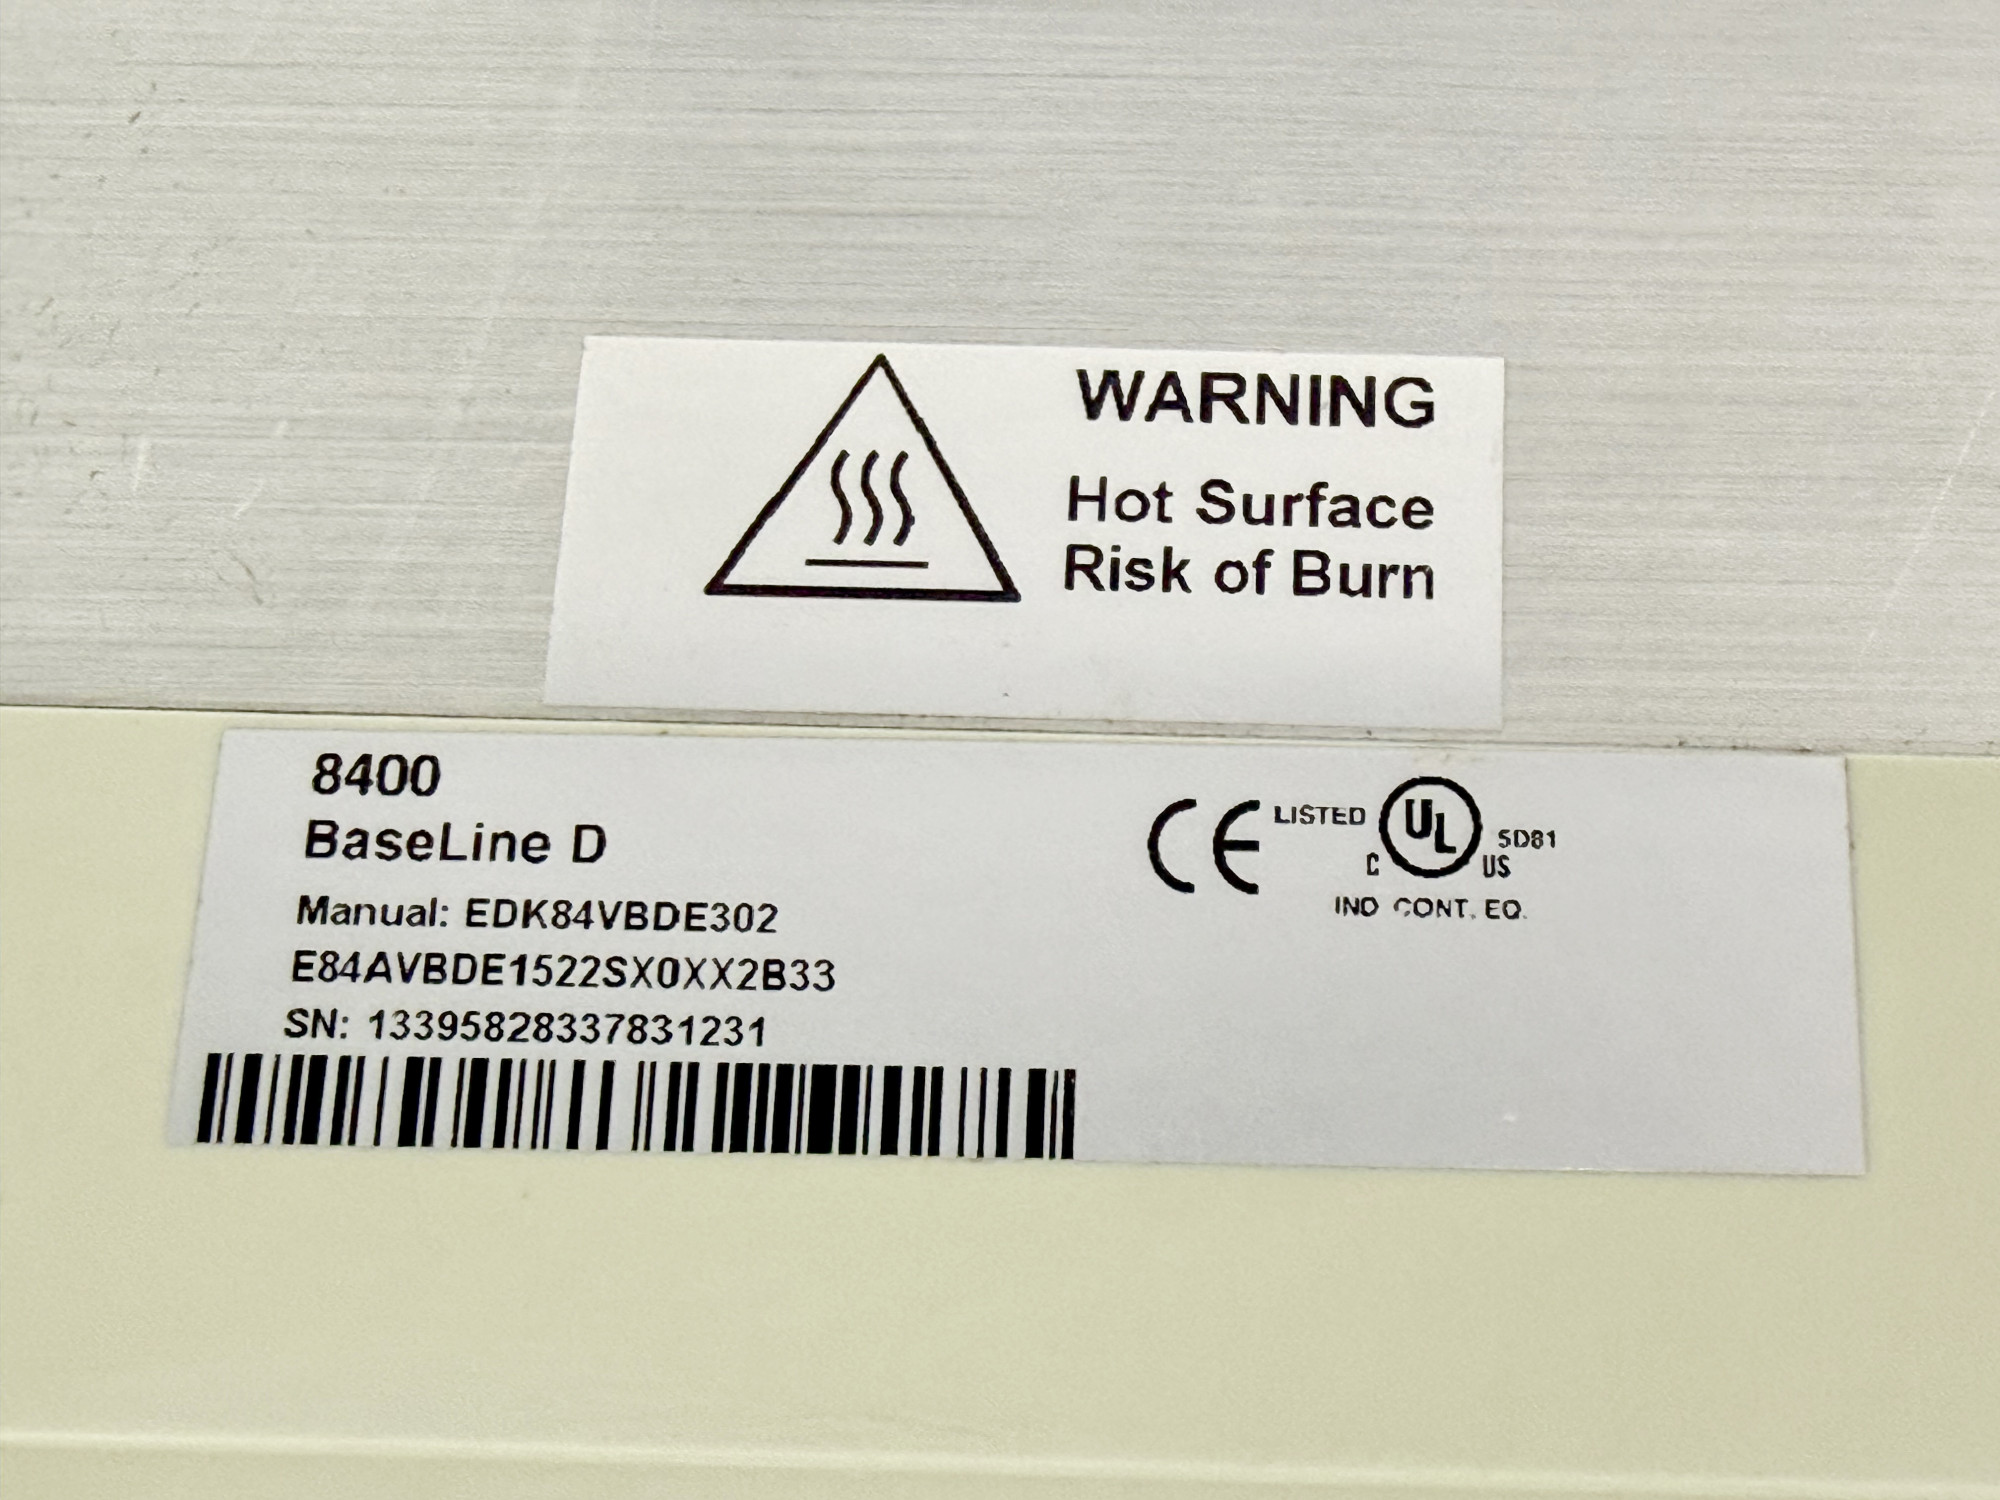 WARNING
Hot Surface
Risk of Burn
8400
BaseLine D
Manual: EDK84VBDE302
E84AVBDE1522SX0XX2B33
SN: 13395828337831231
CE LISTED C UL US 5D81
IND CONT. EQ.